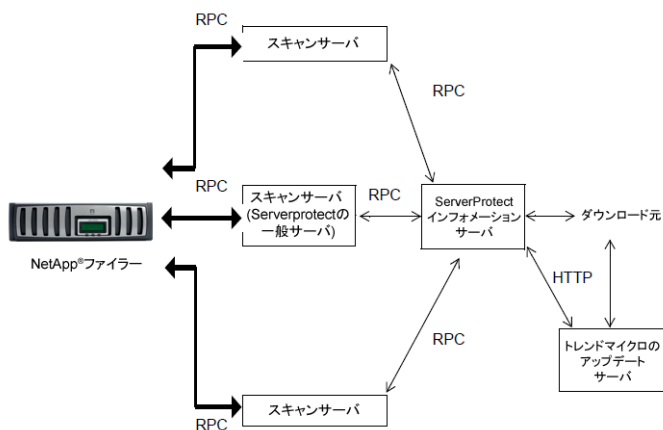 RPC
スキャンサーバ
RPC
RPC
スキャンサーバ
(Serverprotectの
一般サーバ)
RPC
ServerProtect
インフォメーション
サーバ
ダウンロード元
NetApp®ファイラー
HTTP
RPC
トレンドマイクロの
アップデート
サーバ
スキャンサーバ
RPC